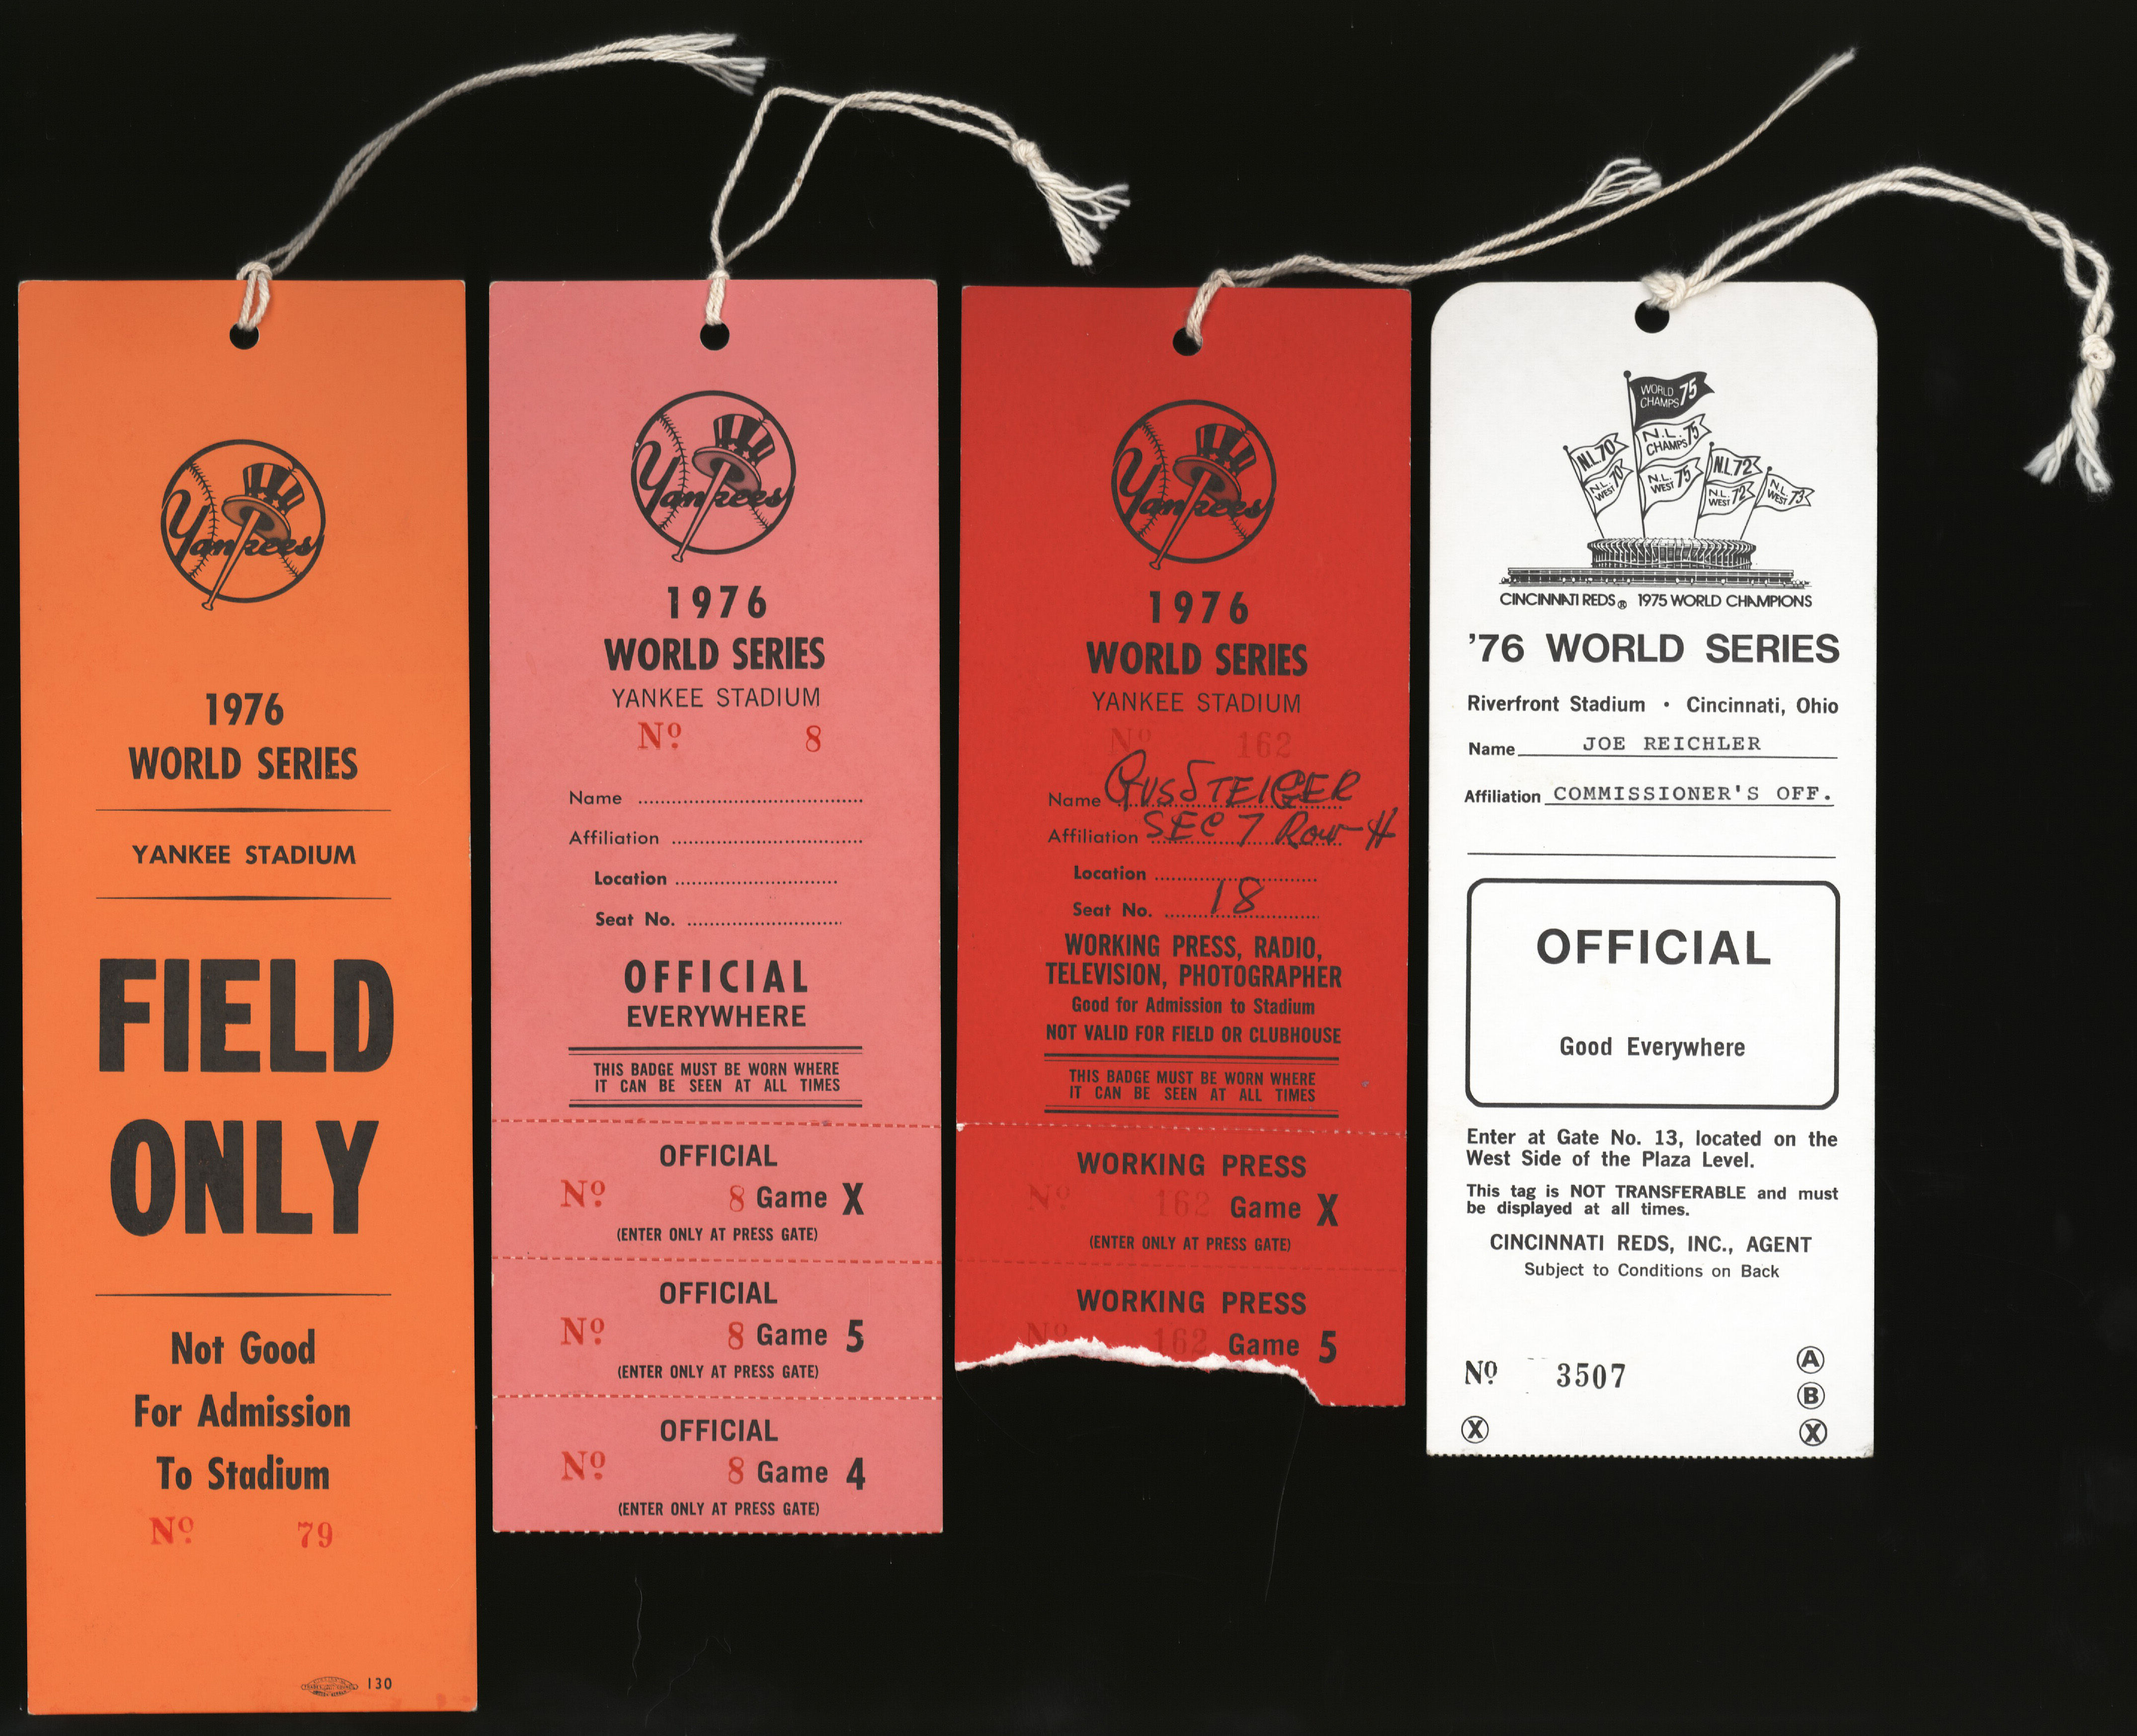 Yankees
1976
WORLD SERIES
YANKEE STADIUM
FIELD
ONLY
Not Good
For Admission
To Stadium
Nº 79
130
Yankees
1976
WORLD SERIES
YANKEE STADIUM
Nº 8
Name
Affiliation
Location
Seat No.
OFFICIAL
EVERYWHERE
THIS BADGE MUST BE WORN WHERE
IT CAN BE SEEN AT ALL TIMES
OFFICIAL
Nº 8 Game X
(ENTER ONLY AT PRESS GATE)
OFFICIAL
Nº 8 Game 5
(ENTER ONLY AT PRESS GATE)
OFFICIAL
Nº 8 Game 4
(ENTER ONLY AT PRESS GATE)
Yankees
1976
WORLD SERIES
YANKEE STADIUM
Nº 162
Name GUS STEIGER
Affiliation SEC 7 Row H
Location
Seat No. 18
WORKING PRESS, RADIO,
TELEVISION, PHOTOGRAPHER
Good for Admission to Stadium
NOT VALID FOR FIELD OR CLUBHOUSE
THIS BADGE MUST BE WORN WHERE
IT CAN BE SEEN AT ALL TIMES
WORKING PRESS
Nº 162 Game X
(ENTER ONLY AT PRESS GATE)
WORKING PRESS
Nº 162 Game 5
WORLD
CHAMPS 75
N.L.
CHAMPS 75
N.L. 70
N.L.
WEST 70
N.L.
WEST 75
N.L. 72
N.L.
WEST 72
N.L.
WEST 73
CINCINNATI REDS ® 1975 WORLD CHAMPIONS
'76 WORLD SERIES
Riverfront Stadium • Cincinnati, Ohio
Name JOE REICHLER
Affiliation COMMISSIONER'S OFF.
OFFICIAL
Good Everywhere
Enter at Gate No. 13, located on the
West Side of the Plaza Level.
This tag is NOT TRANSFERABLE and must
be displayed at all times.
CINCINNATI REDS, INC., AGENT
Subject to Conditions on Back
Nº 3507
A
B
X X